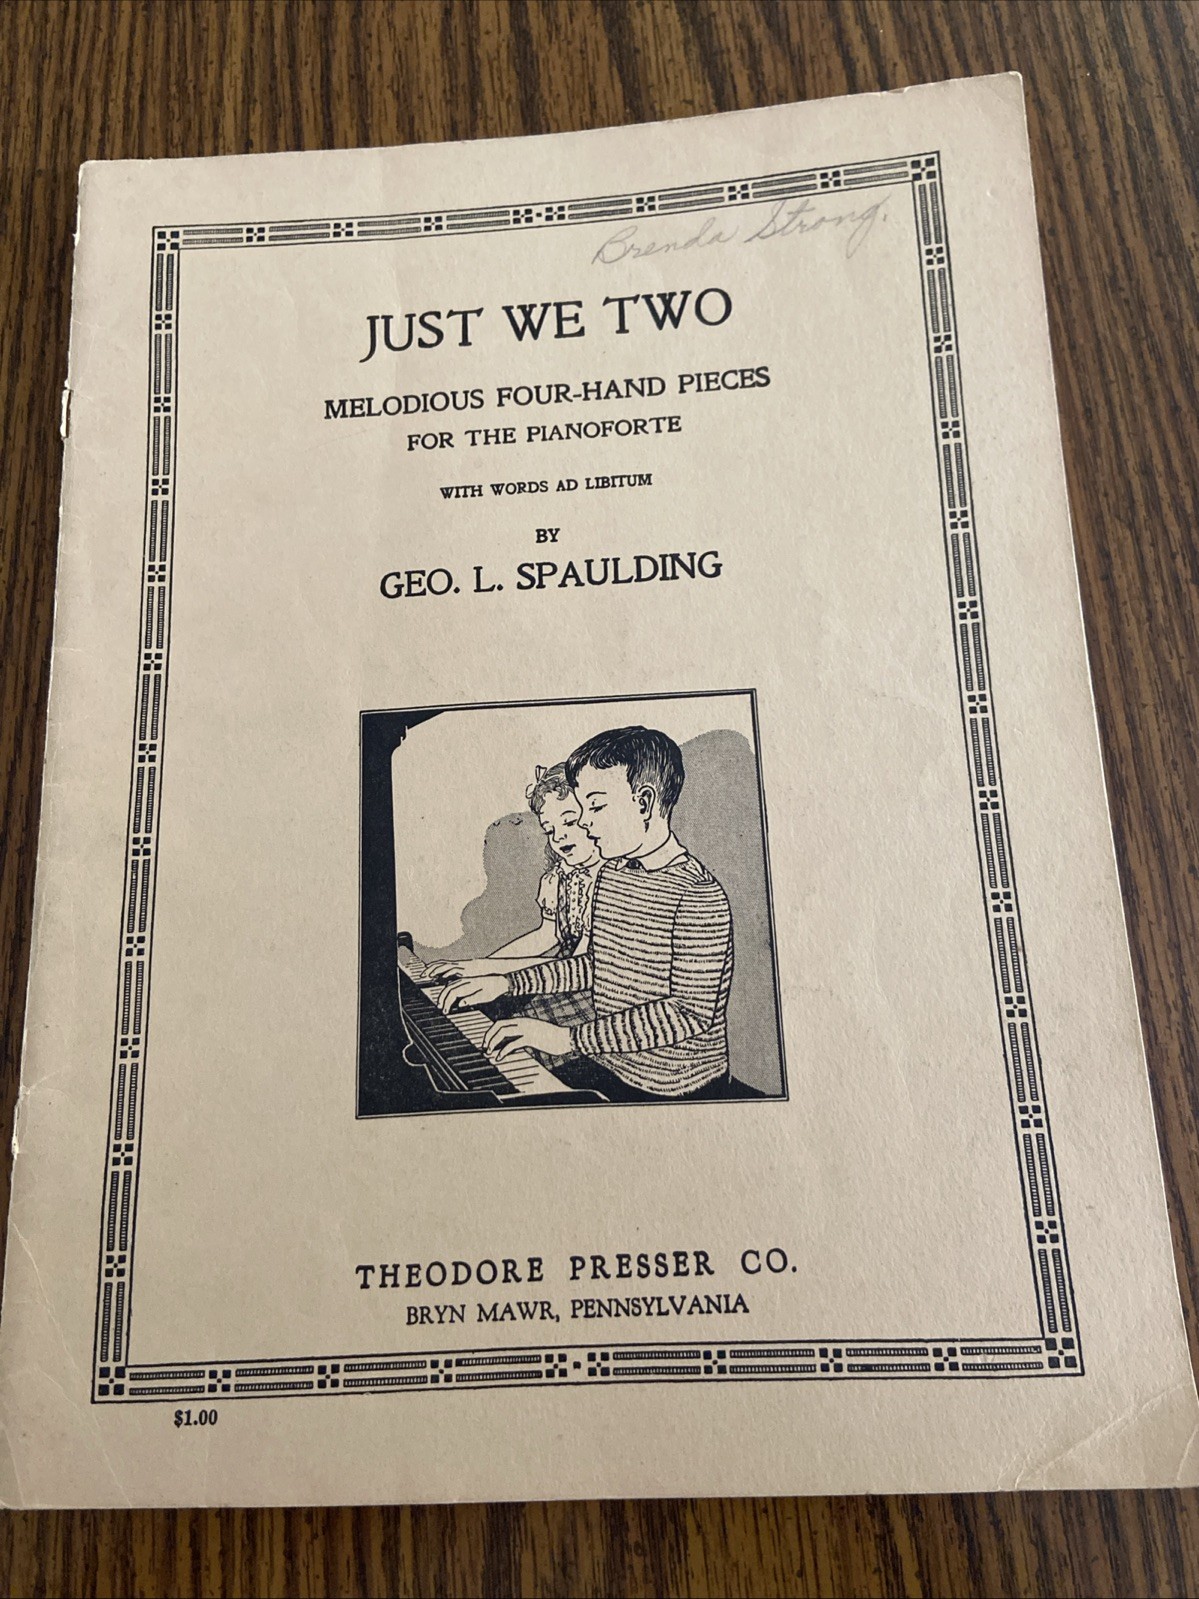 Brenda Strong.
JUST WE TWO
MELODIOUS FOUR-HAND PIECES
FOR THE PIANOFORTE
WITH WORDS AD LIBITUM
BY
GEO. L. SPAULDING
THEODORE PRESSER CO.
BRYN MAWR, PENNSYLVANIA
$1.00